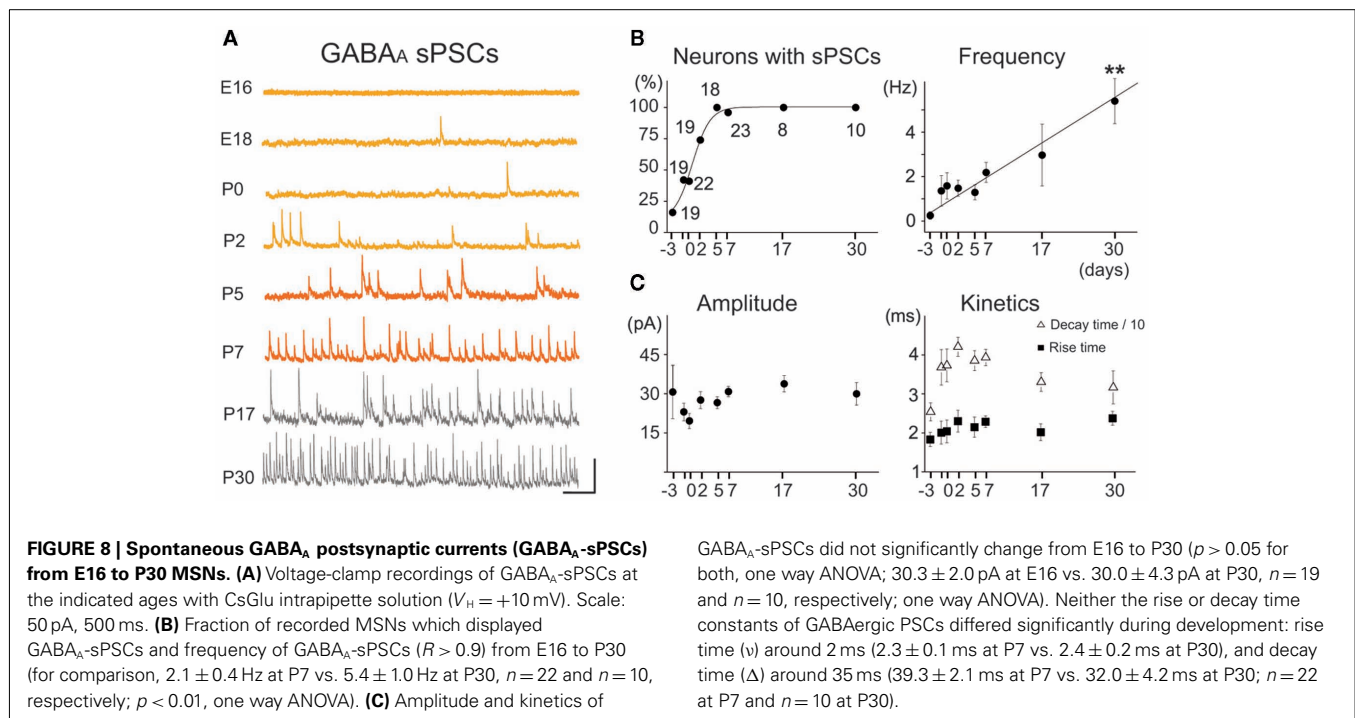 A
GABAA sPSCs
E16
E18
P0
P2
P5
P7
P17
P30
B
Neurons with sPSCs
(%)
100
75
50
25
0
19
19
22
19
18
23
8
10
-3 0 2 5 7 17 30
Frequency
(Hz)
4
2
0
**
-3 0 2 5 7 17 30
(days)
C
Amplitude
(pA)
45
30
15
-3 0 2 5 7 17 30
Kinetics
(ms)
4
3
2
1
△ Decay time / 10
■ Rise time
-3 0 2 5 7 17 30
FIGURE 8 | Spontaneous GABAA postsynaptic currents (GABAA-sPSCs)
from E16 to P30 MSNs. (A) Voltage-clamp recordings of GABAA-sPSCs at
the indicated ages with CsGlu intrapipette solution (VH = +10 mV). Scale:
50 pA, 500 ms. (B) Fraction of recorded MSNs which displayed
GABAA-sPSCs and frequency of GABAA-sPSCs (R > 0.9) from E16 to P30
(for comparison, 2.1 ± 0.4 Hz at P7 vs. 5.4 ± 1.0 Hz at P30, n = 22 and n = 10,
respectively; p < 0.01, one way ANOVA). (C) Amplitude and kinetics of
GABAA-sPSCs did not significantly change from E16 to P30 (p > 0.05 for
both, one way ANOVA; 30.3 ± 2.0 pA at E16 vs. 30.0 ± 4.3 pA at P30, n = 19
and n = 10, respectively; one way ANOVA). Neither the rise or decay time
constants of GABAergic PSCs differed significantly during development: rise
time (υ) around 2 ms (2.3 ± 0.1 ms at P7 vs. 2.4 ± 0.2 ms at P30), and decay
time (Δ) around 35 ms (39.3 ± 2.1 ms at P7 vs. 32.0 ± 4.2 ms at P30; n = 22
at P7 and n = 10 at P30).